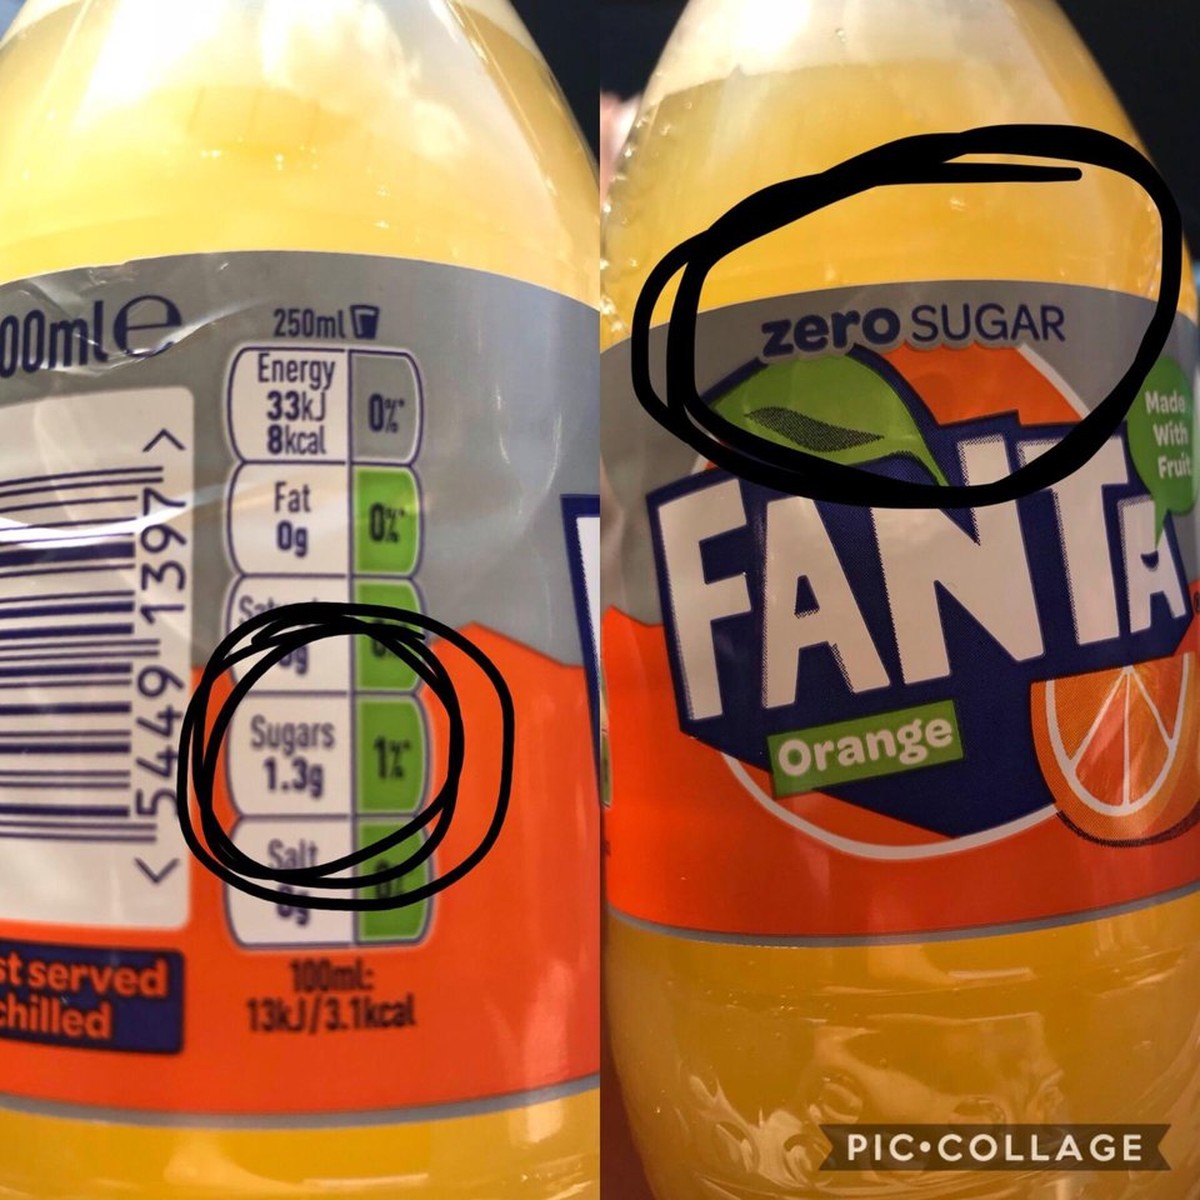 00ml e
250ml
Energy
33kJ
8kcal
0%*
Fat
0g
0%*
0g
Sugars
1.3g
1%*
Salt
0g
100ml:
13kJ/3.1kcal
< 5449 1397 >
st served
chilled
zero SUGAR
Made
With
Fruit
FANTA
Orange
PIC•COLLAGE